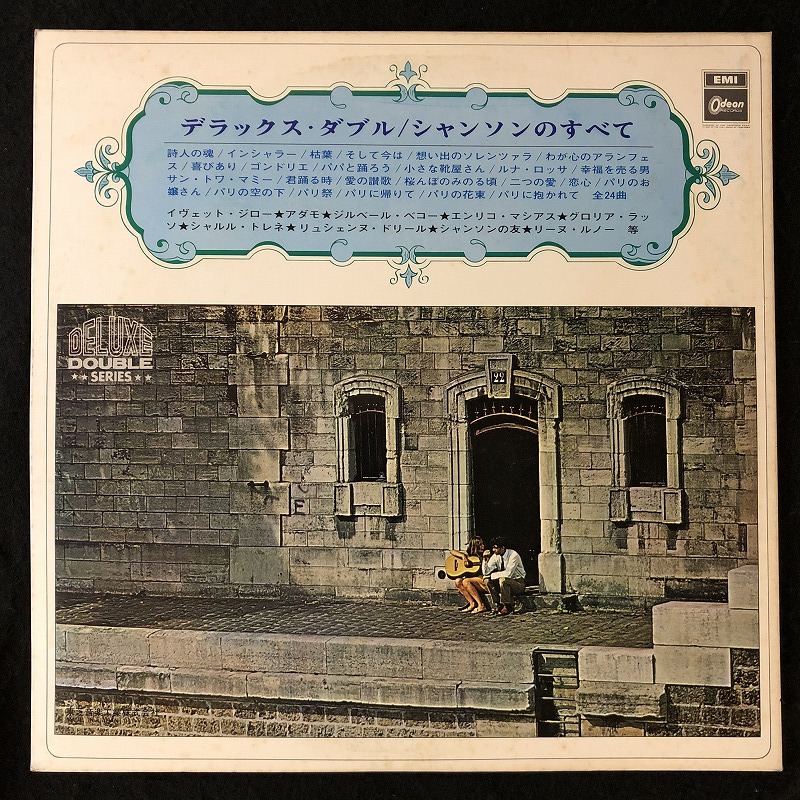 EMI
Odeon
RECORDS
デラックス・ダブル/シャンソンのすべて
詩人の魂/インシャラー/枯葉/そして今は/想い出のソレンツァラ/わが心のアランフェ
ス/喜びあり/ゴンドリエ/パパと踊ろう/小さな靴屋さん/ルナ・ロッサ/幸福を売る男
サン・トワ・マミー/君踊る時/愛の讃歌/桜んぼのみのる頃/二つの愛/恋心/パリのお
嬢さん/パリの空の下/パリ祭/パリに帰りて/パリの花束/パリに抱かれて 全24曲
イヴェット・ジロー★アダモ★ジルベール・ベコー★エンリコ・マシアス★グロリア・ラッ
ソ★シャルル・トレネ★リュシェンヌ・ドリール★シャンソンの友★リーヌ・ルノー 等
DELUXE
DOUBLE
★★ SERIES ★★
22
E